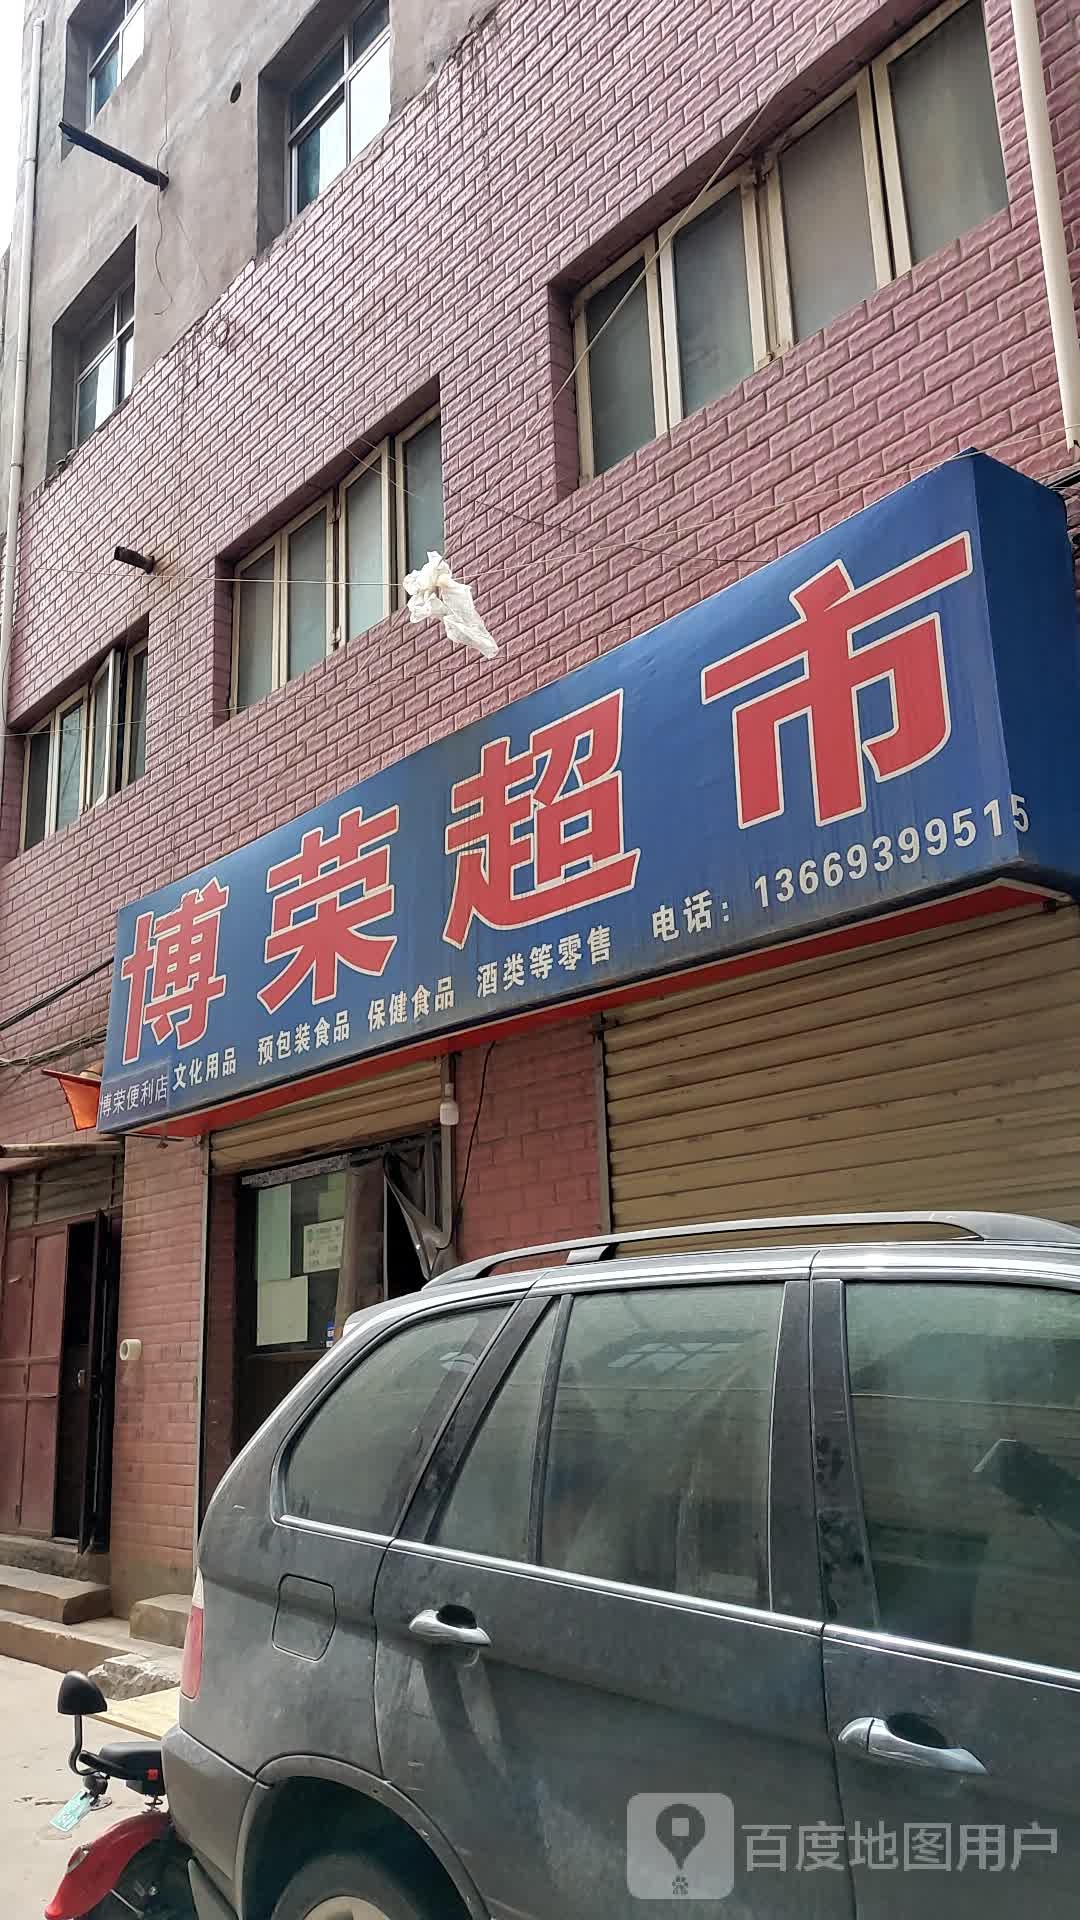 博荣超市
文化用品 预包装食品 保健食品 酒类等零售 电话：13669399515
博荣便利店
百度地图用户